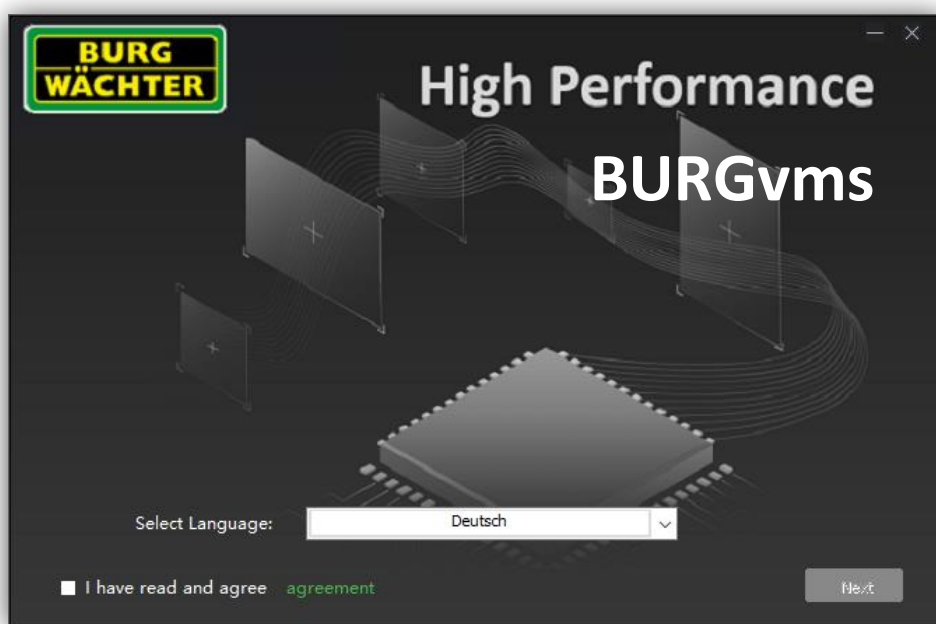 BURG
WÄCHTER
High Performance
BURGvms
Select Language:
Deutsch
I have read and agree agreement
Next